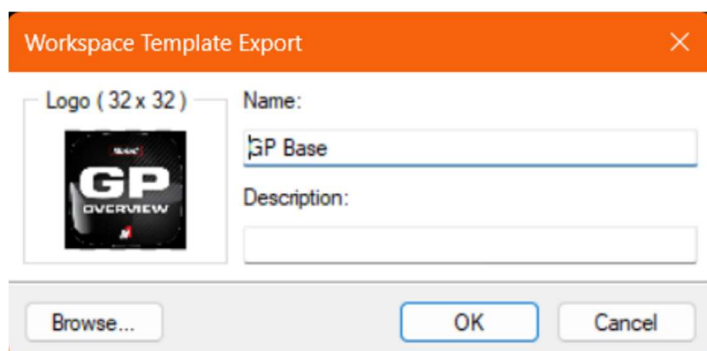 Workspace Template Export
Logo ( 32 x 32 )
Name:
GP Base
GP
OVERVIEW
Description:
Browse...
OK
Cancel